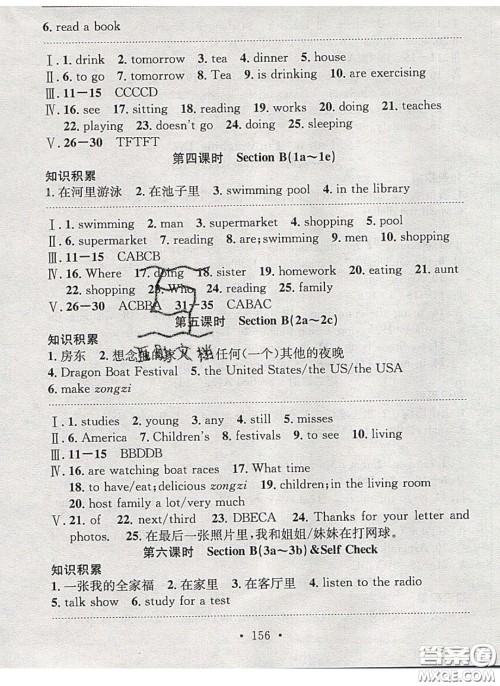 6. read a book
Ⅰ. 1. drink 2. tomorrow 3. tea 4. dinner 5. house
Ⅱ. 6. to go 7. tomorrow 8. Tea 9. is drinking 10. are exercising
Ⅲ. 11－15 CCCCD
Ⅳ. 16. see 17. sitting 18. reading 19. works 20. doing 21. teaches
22. playing 23. doesn't go 24. doing 25. sleeping
Ⅴ. 26－30 TFTFT
第四课时 Section B(1a～1e)
知识积累
1. 在河里游泳 2. 在池子里 3. swimming pool 4. in the library
Ⅰ. 1. swimming 2. man 3. supermarket 4. shopping 5. pool
Ⅱ. 6. supermarket 7. reading 8. are; swimming 9. men 10. shopping
Ⅲ. 11－15 CABCB
Ⅳ. 16. Where 17. doing 18. sister 19. homework 20. eating 21. aunt
22. shopping 23. Who 24. reading 25. family
Ⅴ. 26－30 ACBBA 31－35 CABAC
第五课时 Section B(2a～2c)
知识积累
1. 房东 2. 想念他的家人 3. 任何(一个)其他的夜晚
4. Dragon Boat Festival 5. the United States/the US/the USA
6. make zongzi
Ⅰ. 1. studies 2. young 3. any 4. still 5. misses
Ⅱ. 6. America 7. Children's 8. festivals 9. to see 10. living
Ⅲ. 11－15 BBDDB
Ⅳ. 16. are watching boat races 17. What time
18. to have/eat; delicious zongzi 19. children; in the living room
20. host family a lot/very much
Ⅴ. 21. of 22. next/third 23. DBECA 24. Thanks for your letter and
photos. 25. 在最后一张照片里,我和姐姐/妹妹在打网球。
第六课时 Section B(3a～3b)&Self Check
知识积累
1. 一张我的全家福 2. 在家里 3. 在客厅里 4. listen to the radio
5. talk show 6. study for a test
· 156 ·
答案圈
MXQE.COM